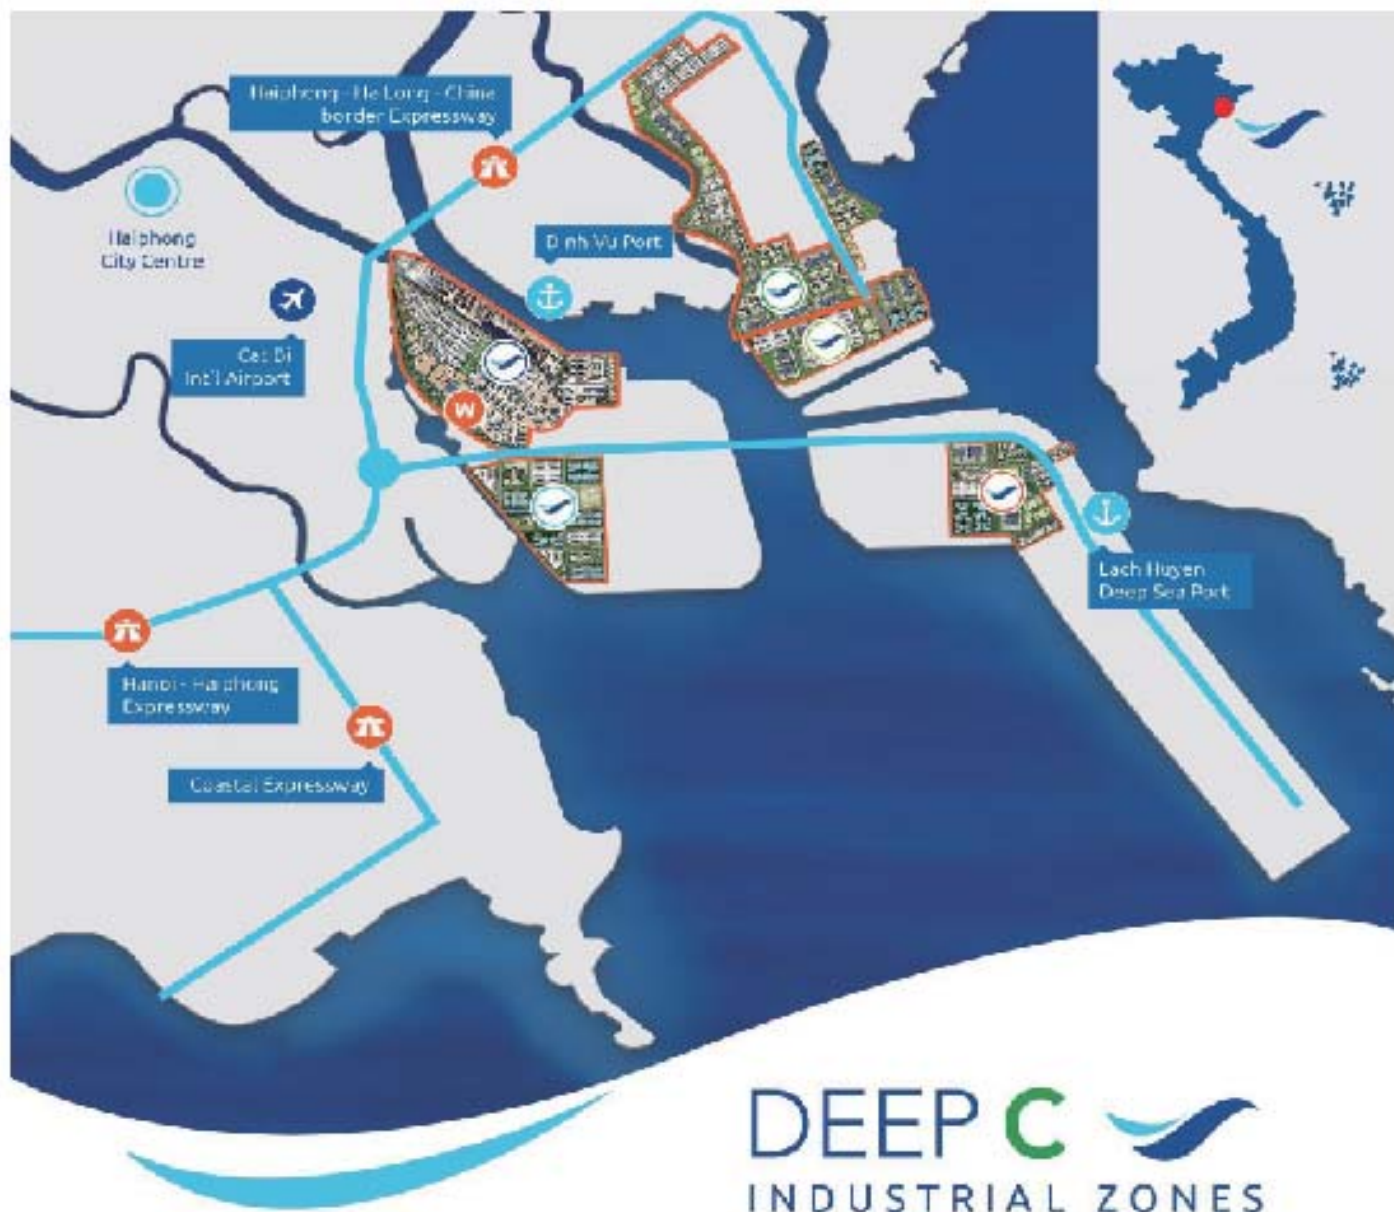 Haiphong - Ha Long - China
border Expressway
Haiphong
City Centre
Dinh Vu Port
Cat Bi
Int'l Airport
W
Lach Huyen
Deep Sea Port
Hanoi - Haiphong
Expressway
Coastal Expressway
DEEP C
INDUSTRIAL ZONES